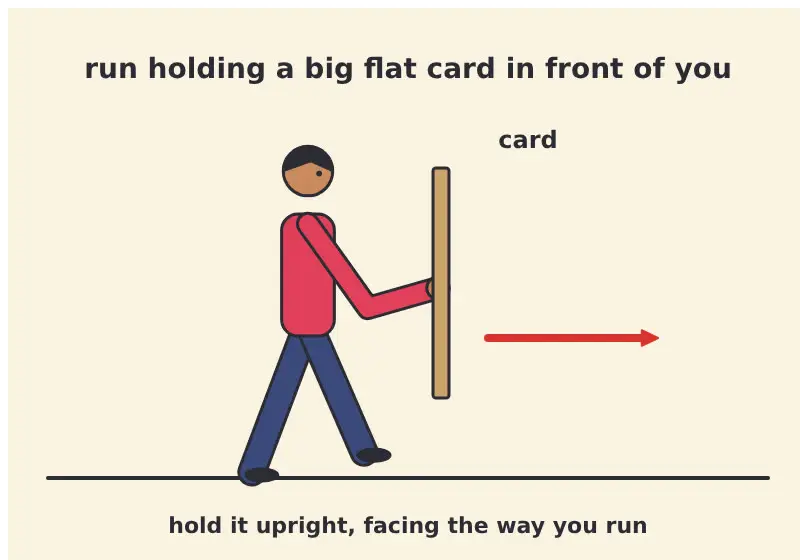 run holding a big flat card in front of you
card
hold it upright, facing the way you run